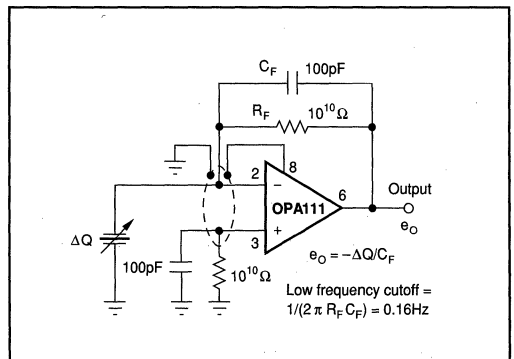 C_F 100pF
R_F 10^10Ω
8
2
−
6
Output
OPA111
e_O
ΔQ
+
3
e_O = −ΔQ/C_F
100pF
10^10Ω
Low frequency cutoff =
1/(2 π R_F C_F) = 0.16Hz